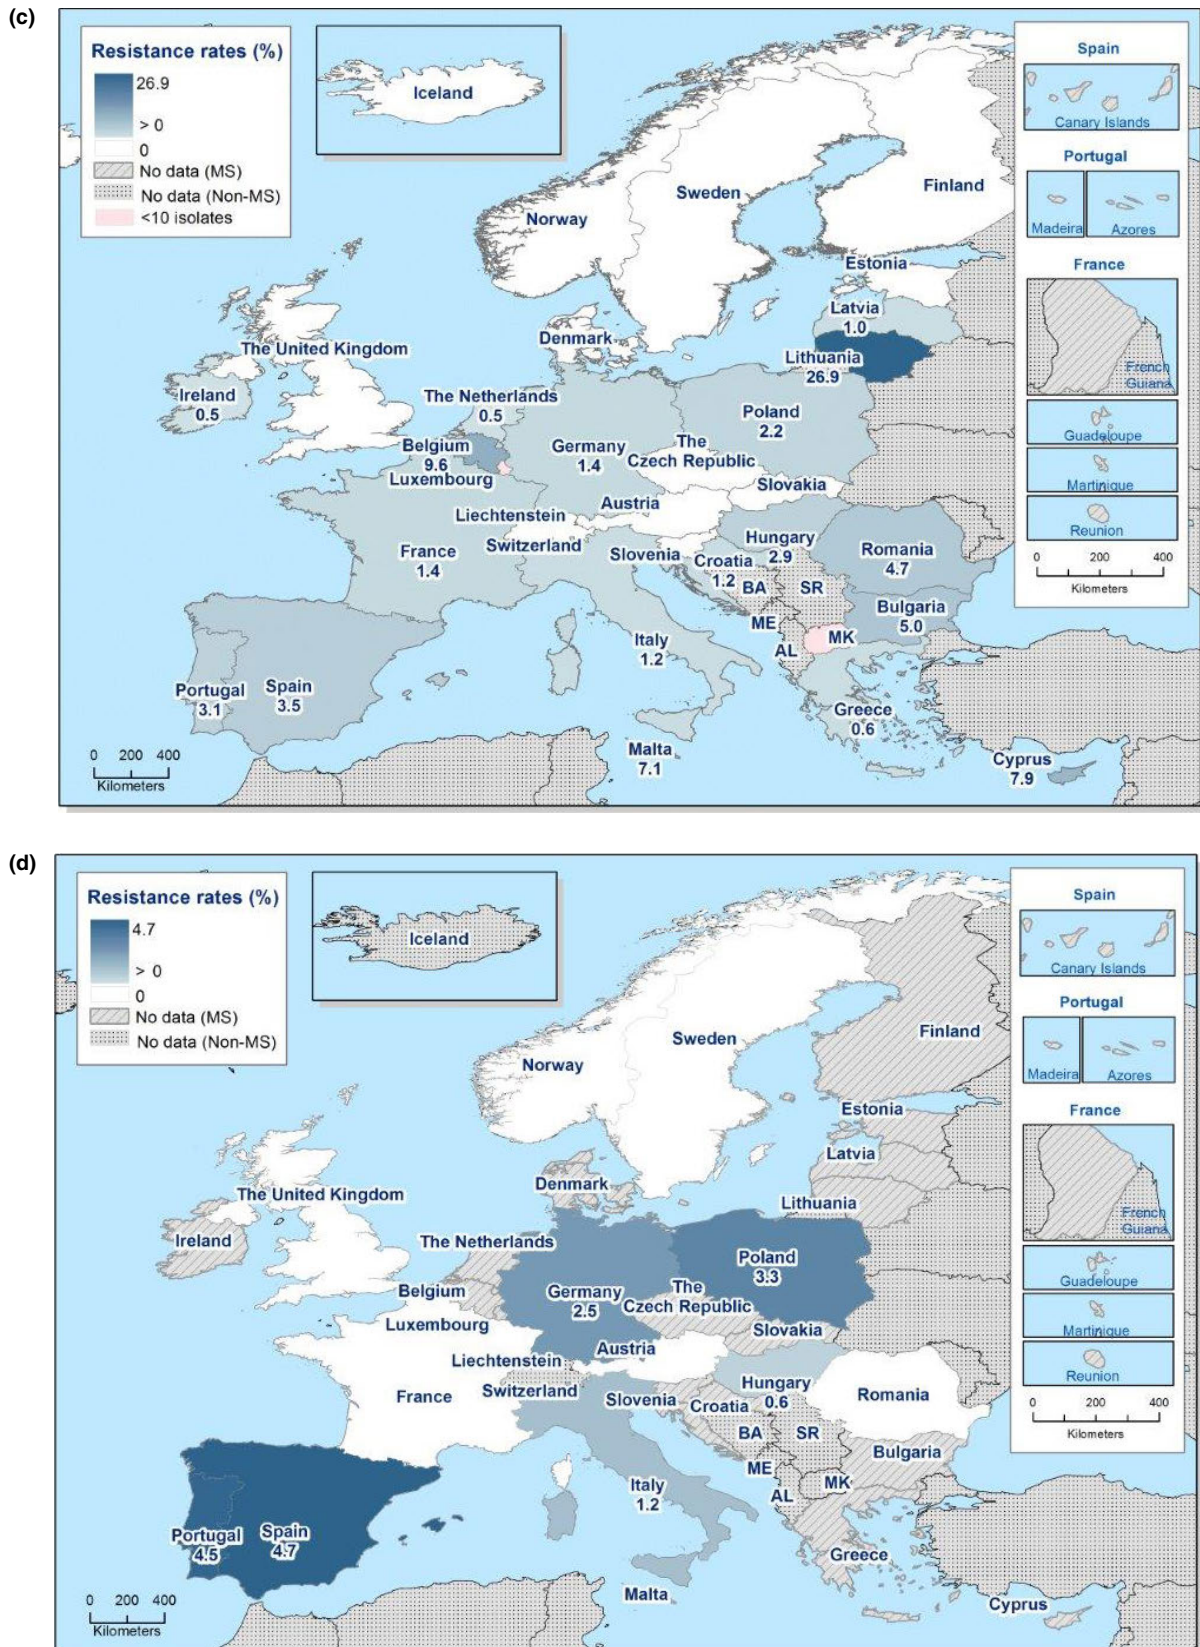 (c)
Resistance rates (%)
26.9
> 0
0
No data (MS)
No data (Non-MS)
<10 isolates
Iceland
Spain
Canary Islands
Portugal
Madeira
Azores
France
French
Guiana
Guadeloupe
Martinique
Reunion
0 200 400
Kilometers
Finland
Sweden
Norway
Estonia
Latvia
1.0
Denmark
The United Kingdom
Lithuania
26.9
Ireland
0.5
The Netherlands
0.5
Poland
2.2
Belgium
9.6
Germany
1.4
The
Czech Republic
Luxembourg
Slovakia
Austria
Liechtenstein
Switzerland
Hungary
2.9
France
1.4
Slovenia
Croatia
1.2
Romania
4.7
BA
SR
Bulgaria
5.0
ME
Italy
1.2
MK
AL
Portugal
3.1
Spain
3.5
Greece
0.6
Malta
7.1
Cyprus
7.9
0 200 400
Kilometers
(d)
Resistance rates (%)
4.7
> 0
0
No data (MS)
No data (Non-MS)
Iceland
Spain
Canary Islands
Portugal
Madeira
Azores
France
French
Guiana
Guadeloupe
Martinique
Reunion
0 200 400
Kilometers
Finland
Sweden
Norway
Estonia
Latvia
Denmark
The United Kingdom
Lithuania
Ireland
The Netherlands
Poland
3.3
Belgium
Germany
2.5
The
Czech Republic
Luxembourg
Slovakia
Austria
Liechtenstein
Switzerland
Hungary
0.6
France
Slovenia
Croatia
Romania
BA
SR
Bulgaria
ME
Italy
1.2
MK
AL
Portugal
4.5
Spain
4.7
Greece
Malta
Cyprus
0 200 400
Kilometers